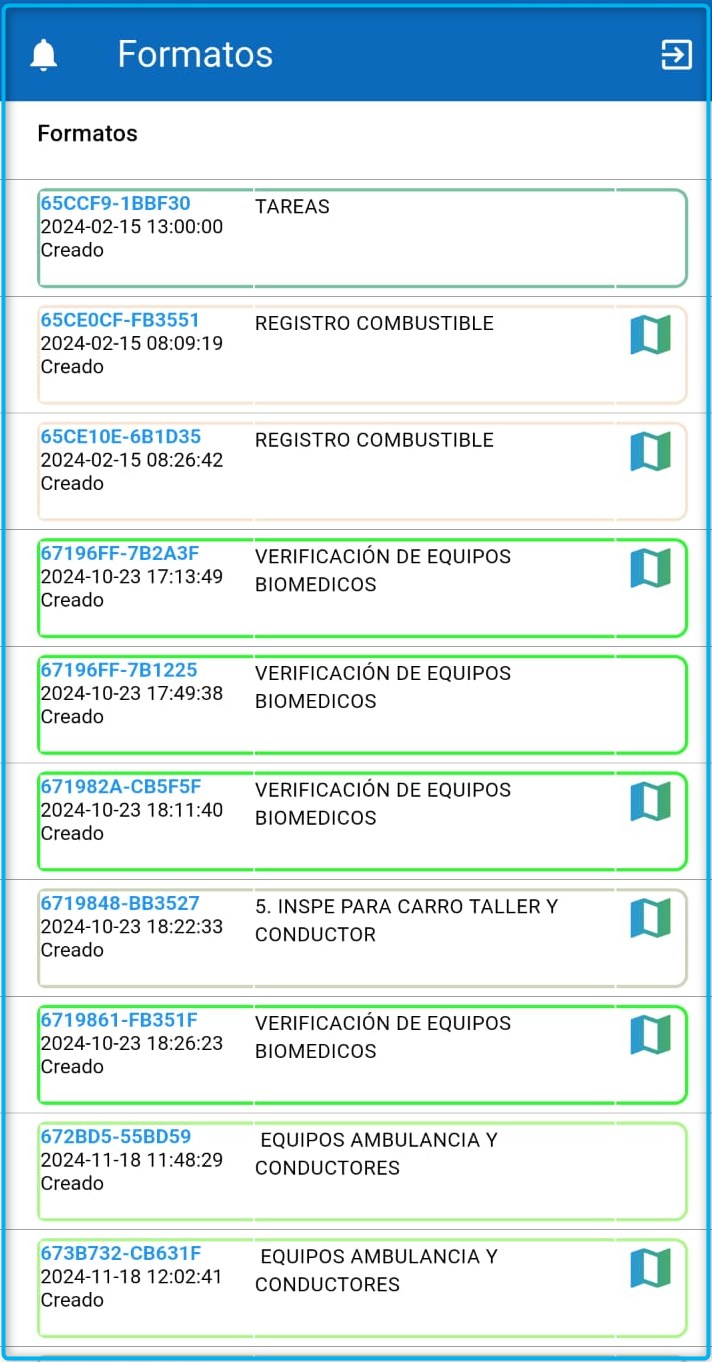 Formatos
Formatos
65CCF9-1BBF30
2024-02-15 13:00:00
Creado
TAREAS
65CE0CF-FB3551
2024-02-15 08:09:19
Creado
REGISTRO COMBUSTIBLE
65CE10E-6B1D35
2024-02-15 08:26:42
Creado
REGISTRO COMBUSTIBLE
67196FF-7B2A3F
2024-10-23 17:13:49
Creado
VERIFICACIÓN DE EQUIPOS
BIOMEDICOS
67196FF-7B1225
2024-10-23 17:49:38
Creado
VERIFICACIÓN DE EQUIPOS
BIOMEDICOS
671982A-CB5F5F
2024-10-23 18:11:40
Creado
VERIFICACIÓN DE EQUIPOS
BIOMEDICOS
6719848-BB3527
2024-10-23 18:22:33
Creado
5. INSPE PARA CARRO TALLER Y
CONDUCTOR
6719861-FB351F
2024-10-23 18:26:23
Creado
VERIFICACIÓN DE EQUIPOS
BIOMEDICOS
672BD5-55BD59
2024-11-18 11:48:29
Creado
EQUIPOS AMBULANCIA Y
CONDUCTORES
673B732-CB631F
2024-11-18 12:02:41
Creado
EQUIPOS AMBULANCIA Y
CONDUCTORES